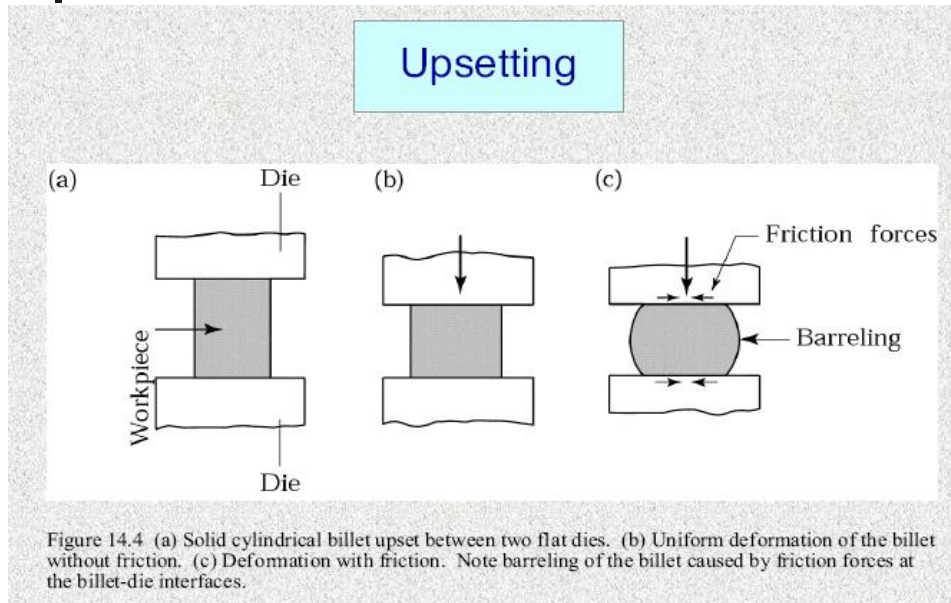 Upsetting
(a)
Die
(b)
(c)
Friction forces
Barreling
Workpiece
Die
Figure 14.4 (a) Solid cylindrical billet upset between two flat dies. (b) Uniform deformation of the billet
without friction. (c) Deformation with friction. Note barreling of the billet caused by friction forces at
the billet-die interfaces.